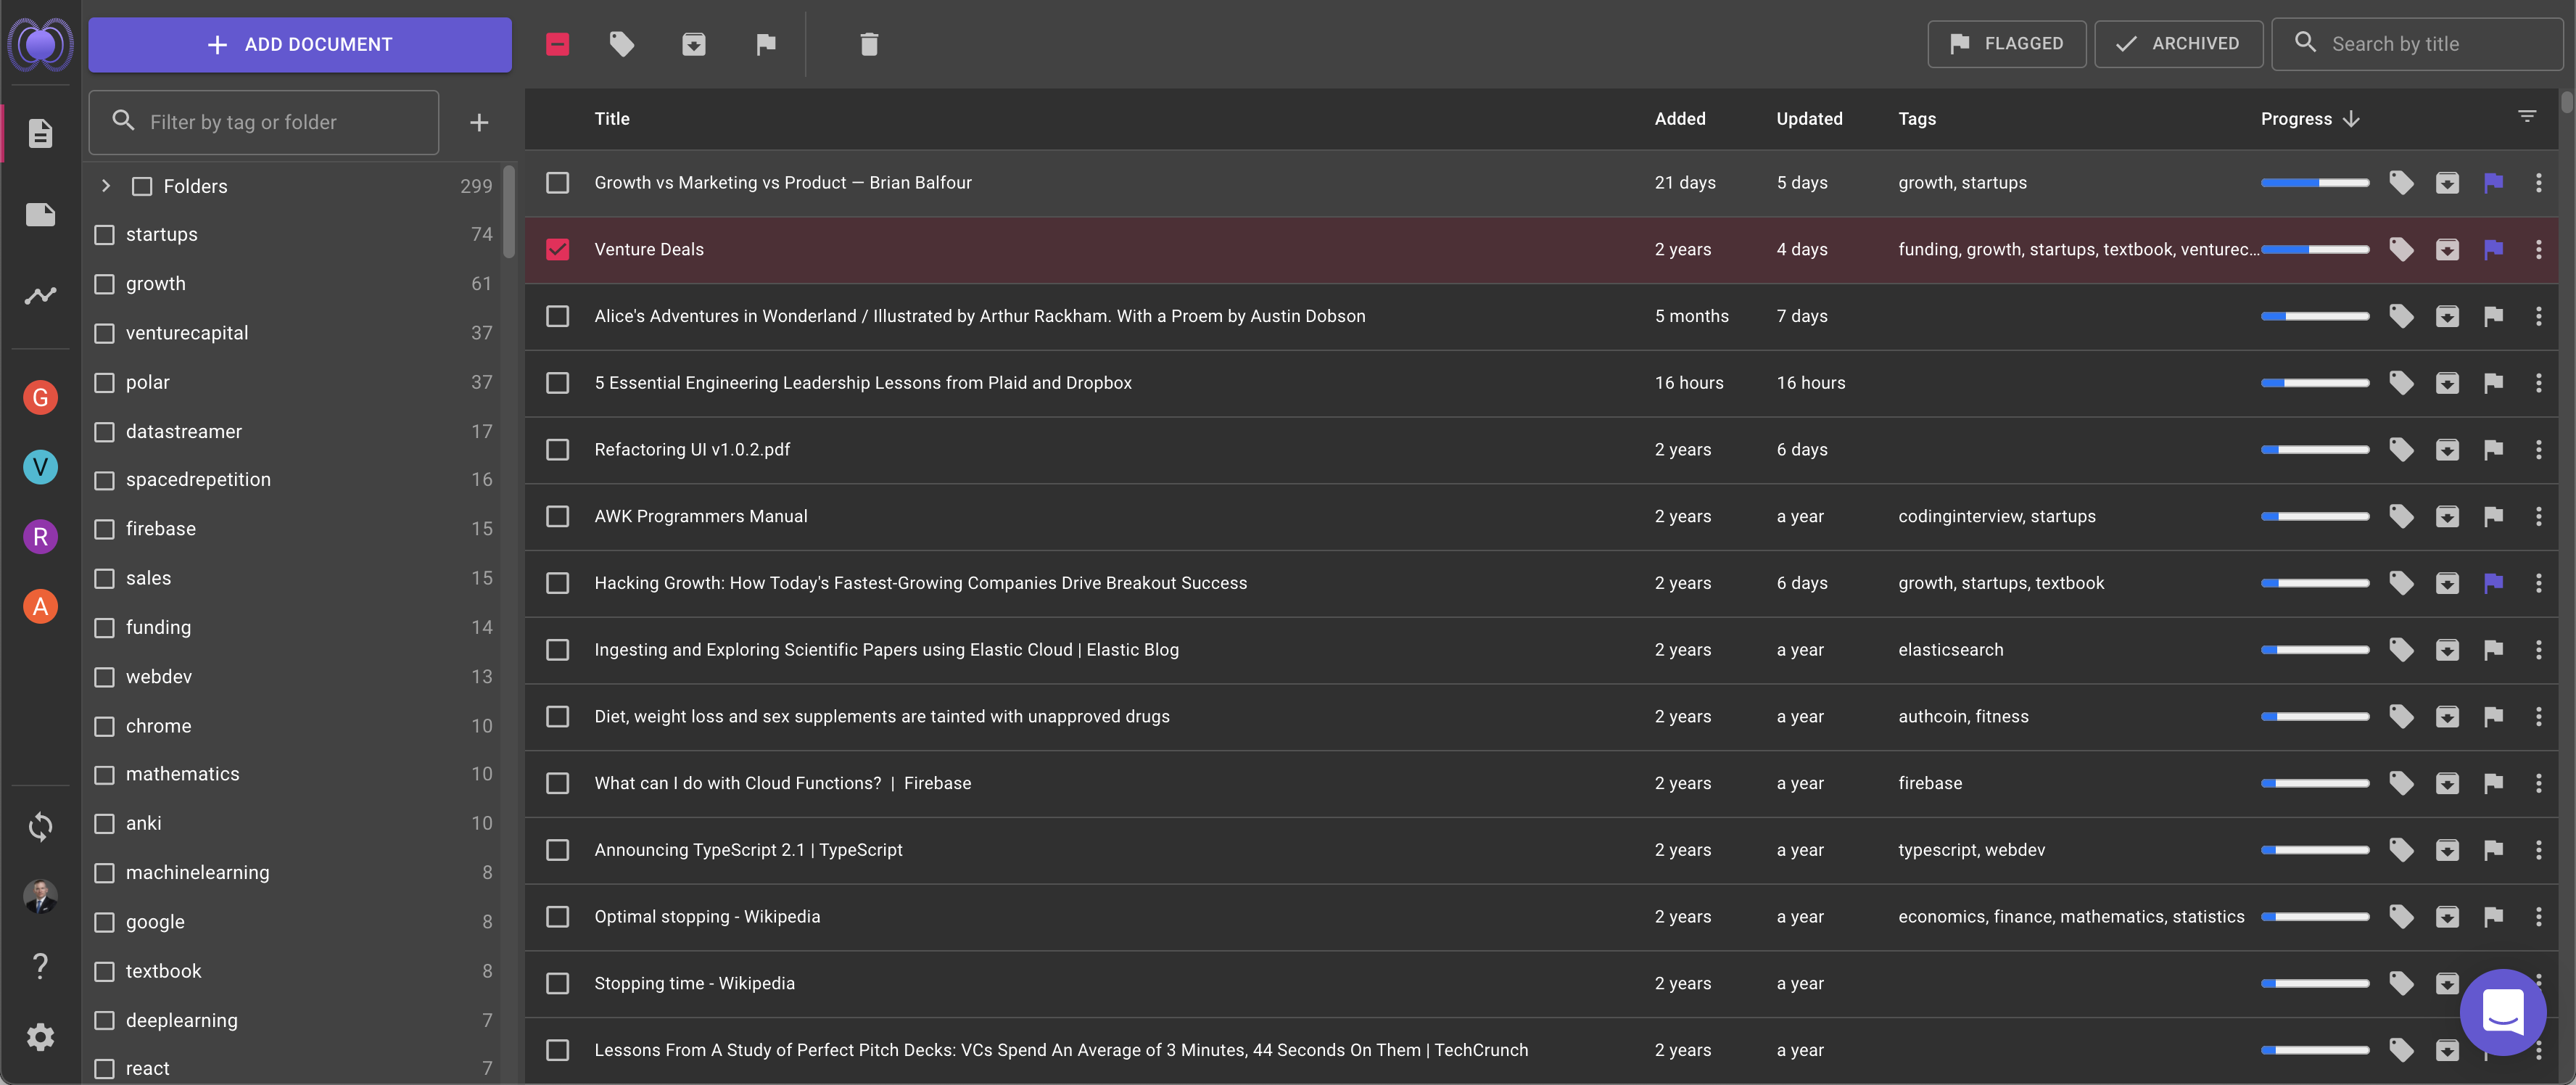 ADD DOCUMENT
FLAGGED
ARCHIVED
Search by title
Filter by tag or folder
Folders 299
startups 74
growth 61
venturecapital 37
polar 37
datastreamer 17
spacedrepetition 16
firebase 15
sales 15
funding 14
webdev 13
chrome 10
mathematics 10
anki 10
machinelearning 8
google 8
textbook 8
deeplearning 7
react 7
G
V
R
A
Title Added Updated Tags Progress
Growth vs Marketing vs Product — Brian Balfour 21 days 5 days growth, startups
Venture Deals 2 years 4 days funding, growth, startups, textbook, venturec...
Alice's Adventures in Wonderland / Illustrated by Arthur Rackham. With a Proem by Austin Dobson 5 months 7 days
5 Essential Engineering Leadership Lessons from Plaid and Dropbox 16 hours 16 hours
Refactoring UI v1.0.2.pdf 2 years 6 days
AWK Programmers Manual 2 years a year codinginterview, startups
Hacking Growth: How Today's Fastest-Growing Companies Drive Breakout Success 2 years 6 days growth, startups, textbook
Ingesting and Exploring Scientific Papers using Elastic Cloud | Elastic Blog 2 years a year elasticsearch
Diet, weight loss and sex supplements are tainted with unapproved drugs 2 years a year authcoin, fitness
What can I do with Cloud Functions? | Firebase 2 years a year firebase
Announcing TypeScript 2.1 | TypeScript 2 years a year typescript, webdev
Optimal stopping - Wikipedia 2 years a year economics, finance, mathematics, statistics
Stopping time - Wikipedia 2 years a year
Lessons From A Study of Perfect Pitch Decks: VCs Spend An Average of 3 Minutes, 44 Seconds On Them | TechCrunch 2 years a year